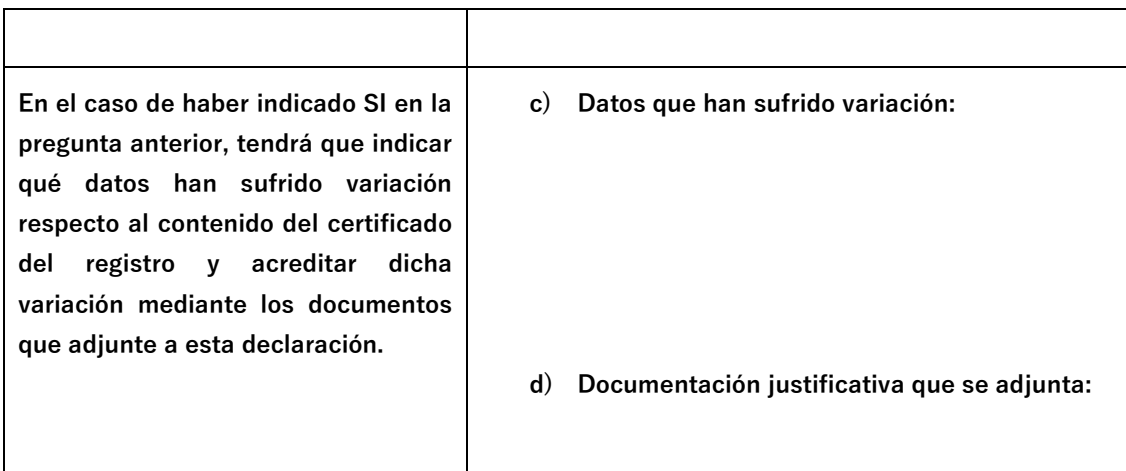 En el caso de haber indicado SI en la
pregunta anterior, tendrá que indicar
qué datos han sufrido variación
respecto al contenido del certificado
del registro y acreditar dicha
variación mediante los documentos
que adjunte a esta declaración.
c) Datos que han sufrido variación:
d) Documentación justificativa que se adjunta: